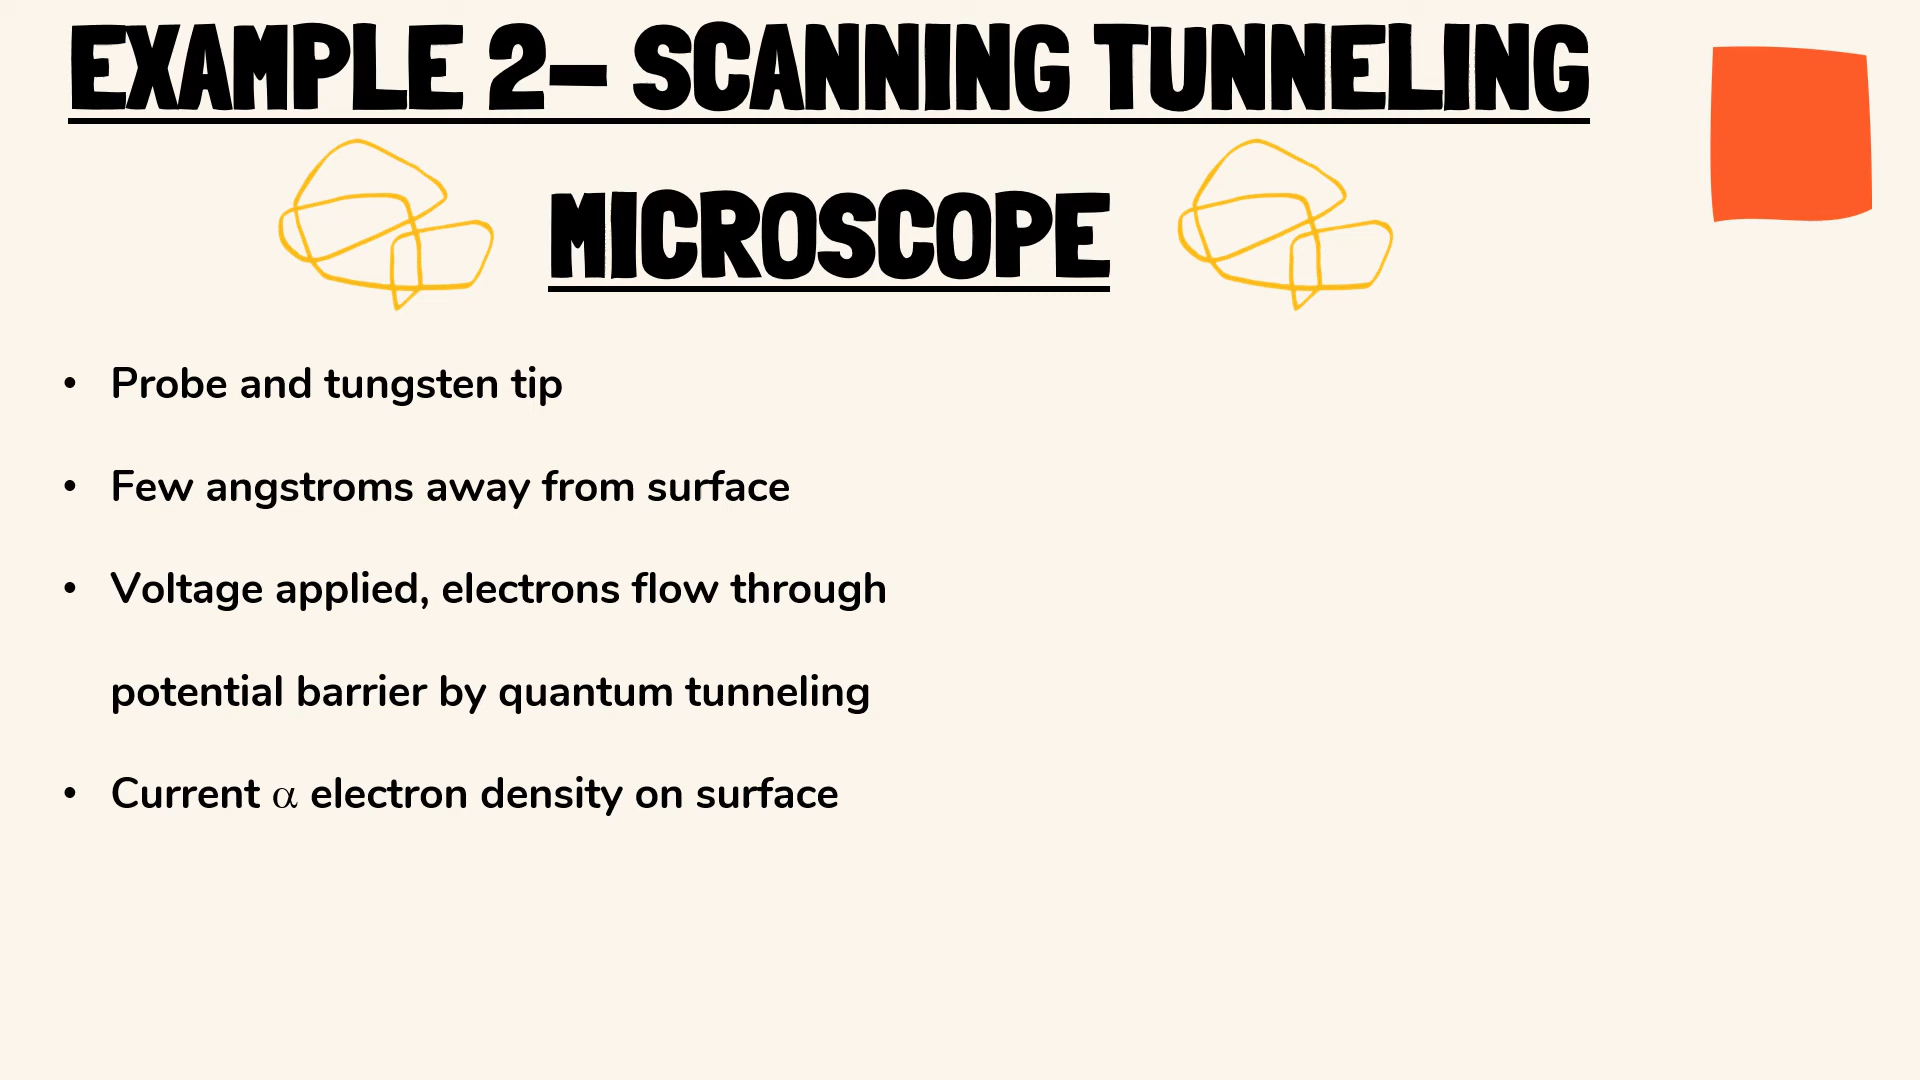 EXAMPLE 2– SCANNING TUNNELING
MICROSCOPE
• Probe and tungsten tip
• Few angstroms away from surface
• Voltage applied, electrons flow through
potential barrier by quantum tunneling
• Current α electron density on surface